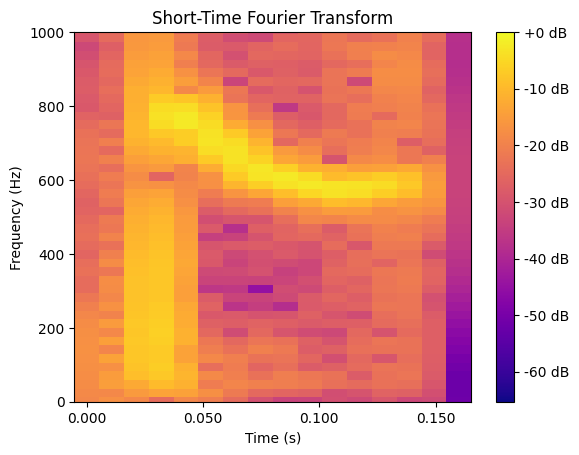 Short-Time Fourier Transform
Frequency (Hz)
1000
800
600
400
200
0
0.000
0.050
0.100
0.150
Time (s)
+0 dB
-10 dB
-20 dB
-30 dB
-40 dB
-50 dB
-60 dB